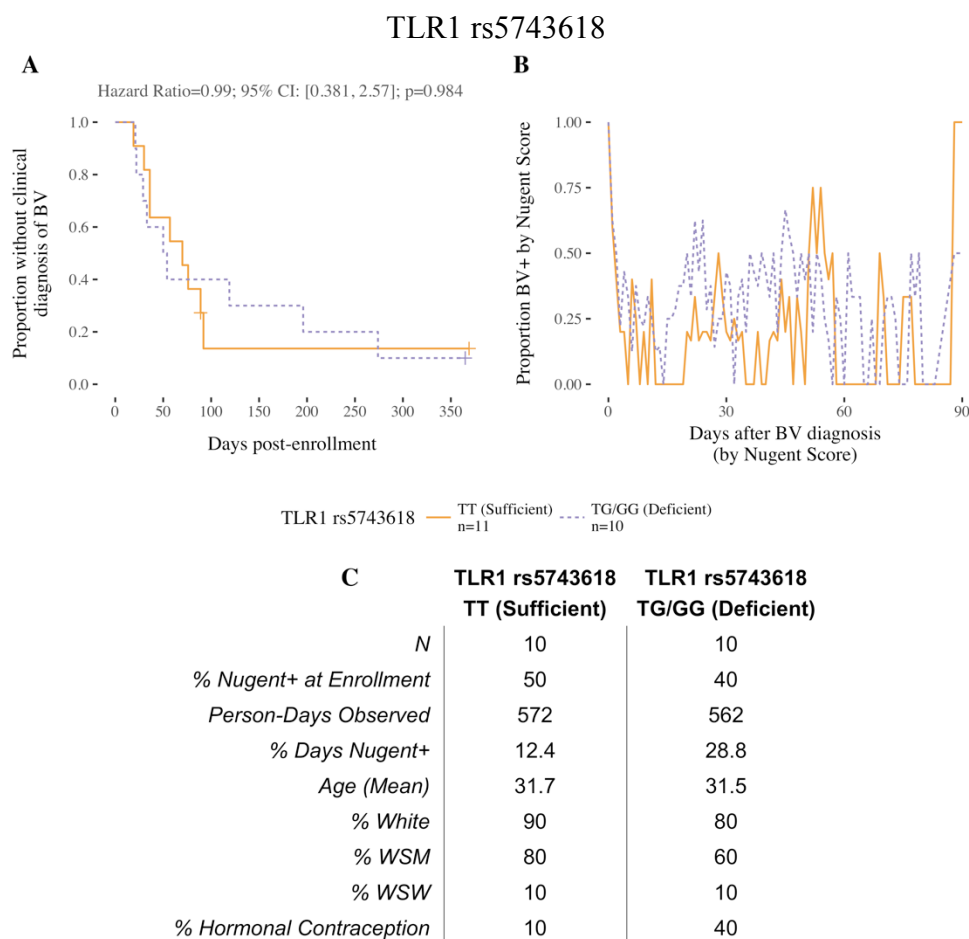 TLR1 rs5743618
A
B
Hazard Ratio=0.99; 95% CI: [0.381, 2.57]; p=0.984
Proportion without clinical
diagnosis of BV
1.0
0.8
0.6
0.4
0.2
0.0
0
50
100
150
200
250
300
350
Days post-enrollment
Proportion BV+ by Nugent Score
1.00
0.75
0.50
0.25
0.00
0
30
60
90
Days after BV diagnosis
(by Nugent Score)
TLR1 rs5743618
TT (Sufficient)
n=11
TG/GG (Deficient)
n=10
C
TLR1 rs5743618 TLR1 rs5743618
TT (Sufficient) TG/GG (Deficient)
N 10 10
% Nugent+ at Enrollment 50 40
Person-Days Observed 572 562
% Days Nugent+ 12.4 28.8
Age (Mean) 31.7 31.5
% White 90 80
% WSM 80 60
% WSW 10 10
% Hormonal Contraception 10 40